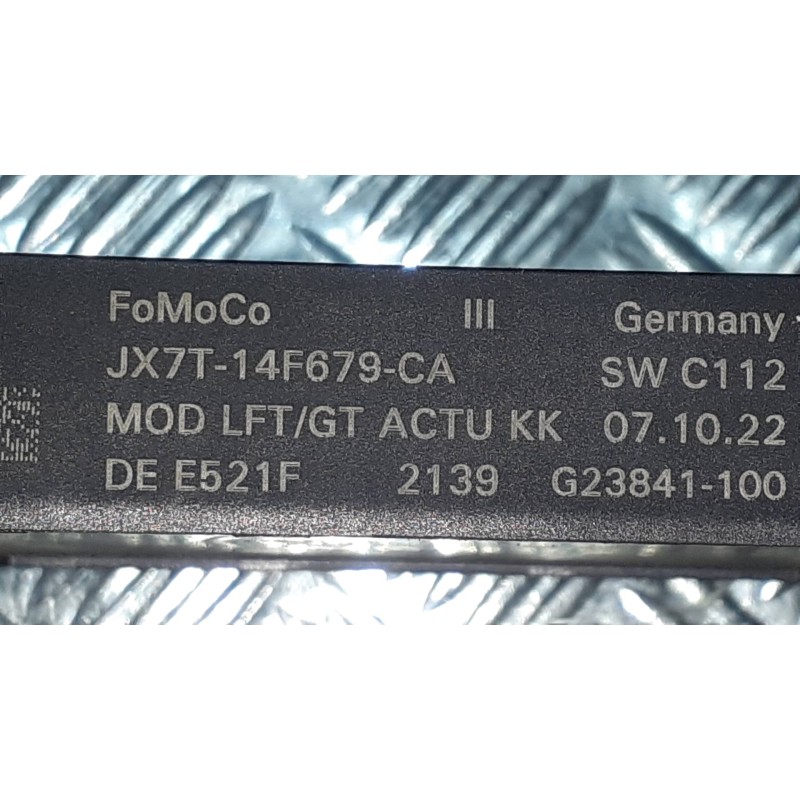 FoMoCo III Germany
JX7T-14F679-CA SW C112
MOD LFT/GT ACTU KK 07.10.22
DE E521F 2139 G23841-100